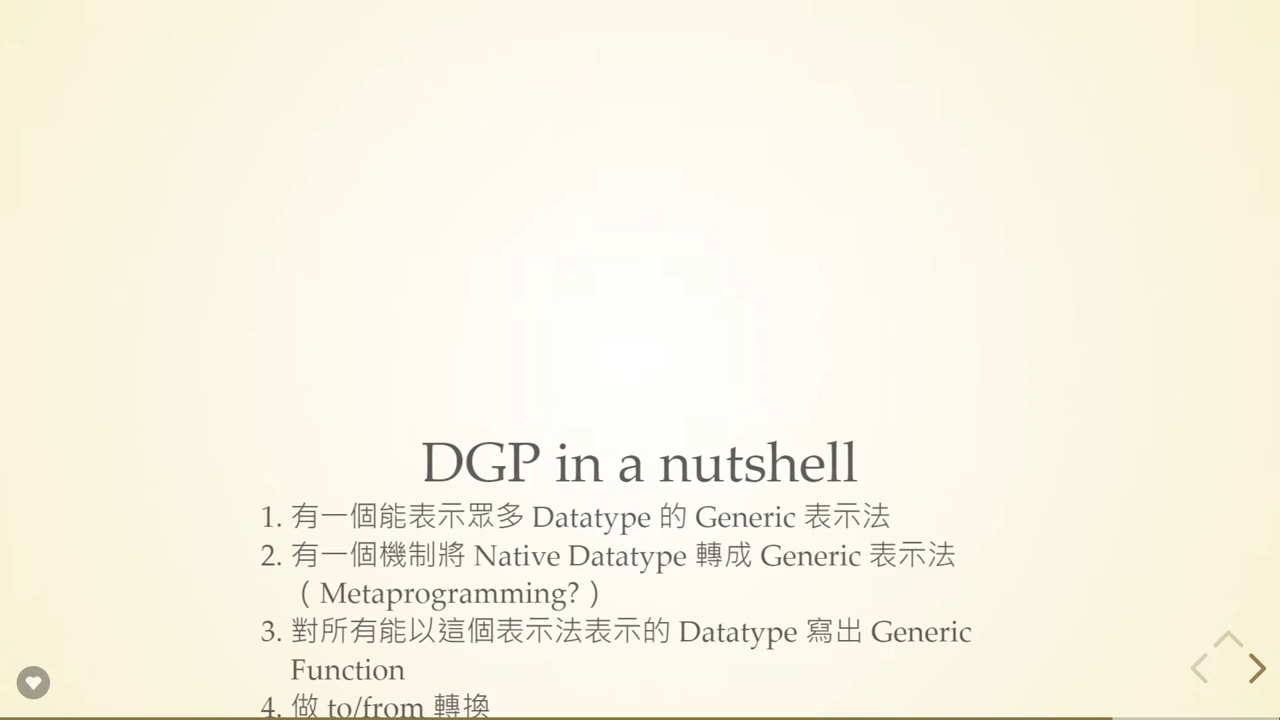 DGP in a nutshell
1. 有一個能表示眾多 Datatype 的 Generic 表示法
2. 有一個機制將 Native Datatype 轉成 Generic 表示法
( Metaprogramming? )
3. 對所有能以這個表示法表示的 Datatype 寫出 Generic
Function
4. 做 to/from 轉換